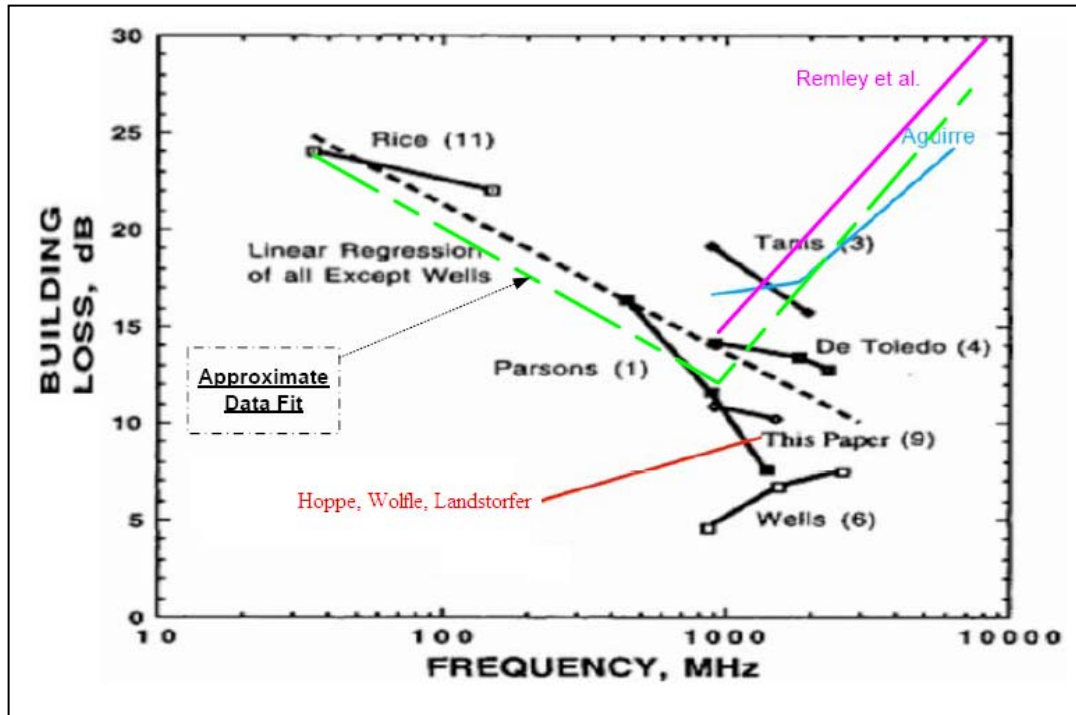 30
25
20
15
10
5
0
BUILDING
LOSS, dB
Remley et al.
Aguirre
Rice (11)
Tanis (3)
Linear Regression
of all Except Wells
De Toledo (4)
Parsons (1)
Approximate
Data Fit
This Paper (9)
Hoppe, Wolfle, Landstorfer
Wells (6)
10
100
1000
10000
FREQUENCY, MHz